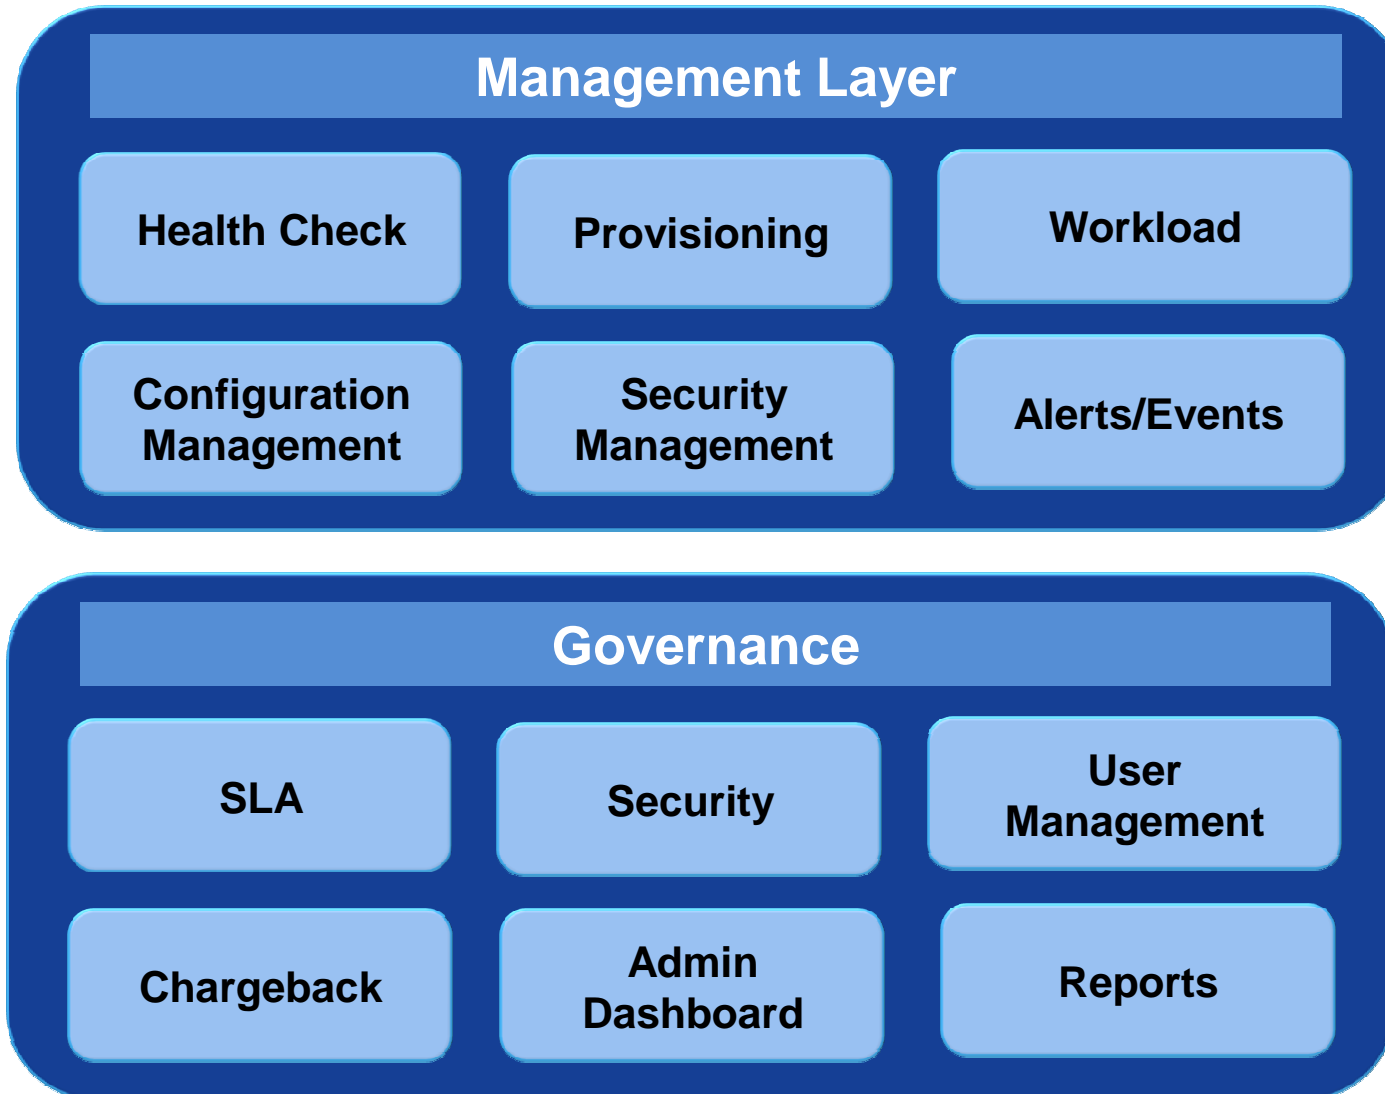 Management Layer
Health Check
Provisioning
Workload
Configuration
Management
Security
Management
Alerts/Events
Governance
SLA
Security
User
Management
Chargeback
Admin
Dashboard
Reports